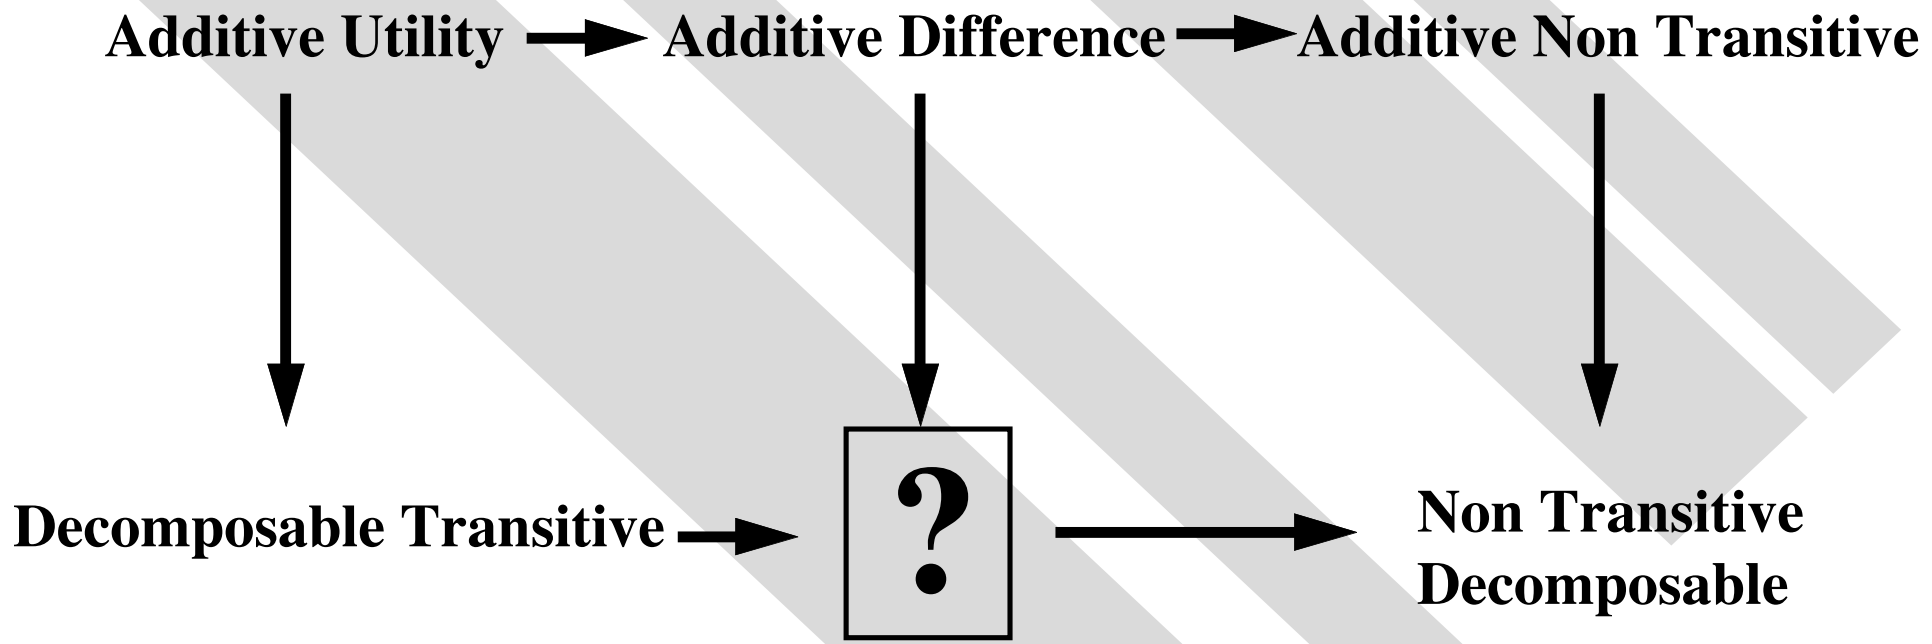 Additive Utility
Additive Difference
Additive Non Transitive
Decomposable Transitive
?
Non Transitive
Decomposable